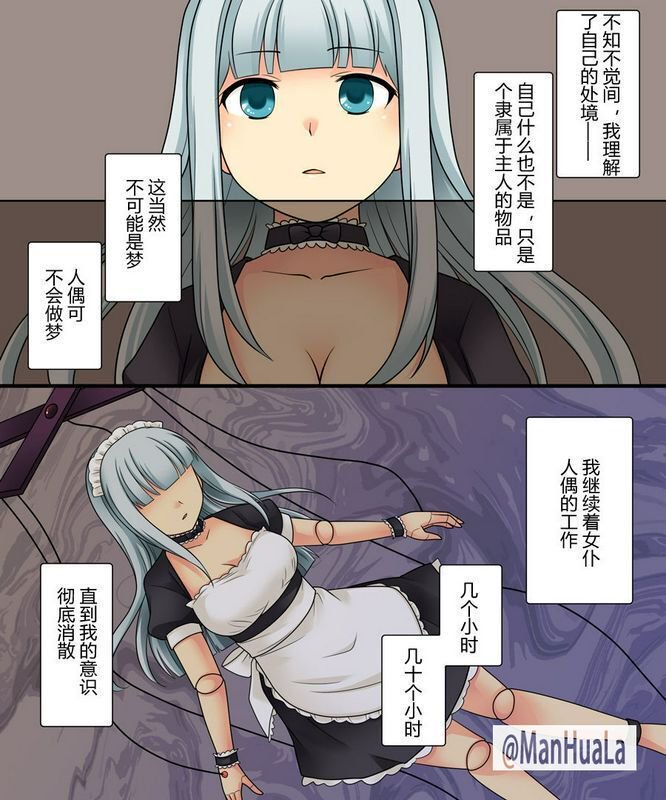 不知不觉间，我理解
了自己的处境——
自己什么也不是，只是
个隶属于主人的物品
这当然
不可能是梦
人偶可
不会做梦
我继续着女仆
人偶的工作
几个小时
几十个小时
直到我的意识
彻底消散
@ManHuaLa